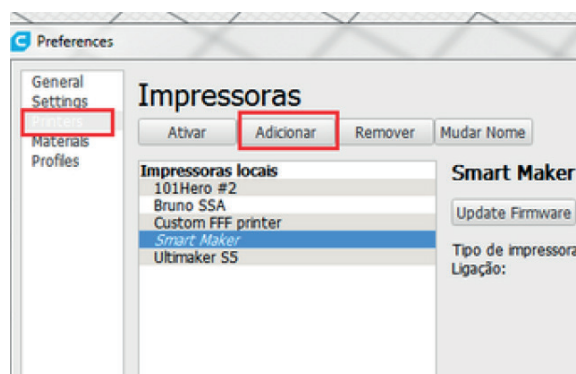 Preferences
General
Settings
Printers
Materials
Profiles
Impressoras
Ativar Adicionar Remover Mudar Nome
Impressoras locais
101Hero #2
Bruno SSA
Custom FFF printer
Smart Maker
Ultimaker S5
Smart Maker
Update Firmware
Tipo de impressora
Ligação: